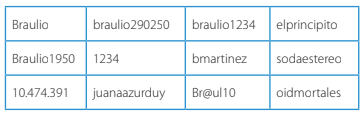 Braulio braulio290250 braulio1234 elprincipito
Braulio1950 1234 bmartinez sodaestereo
10.474.391 juanaazurduy Br@ul10 oidmortales